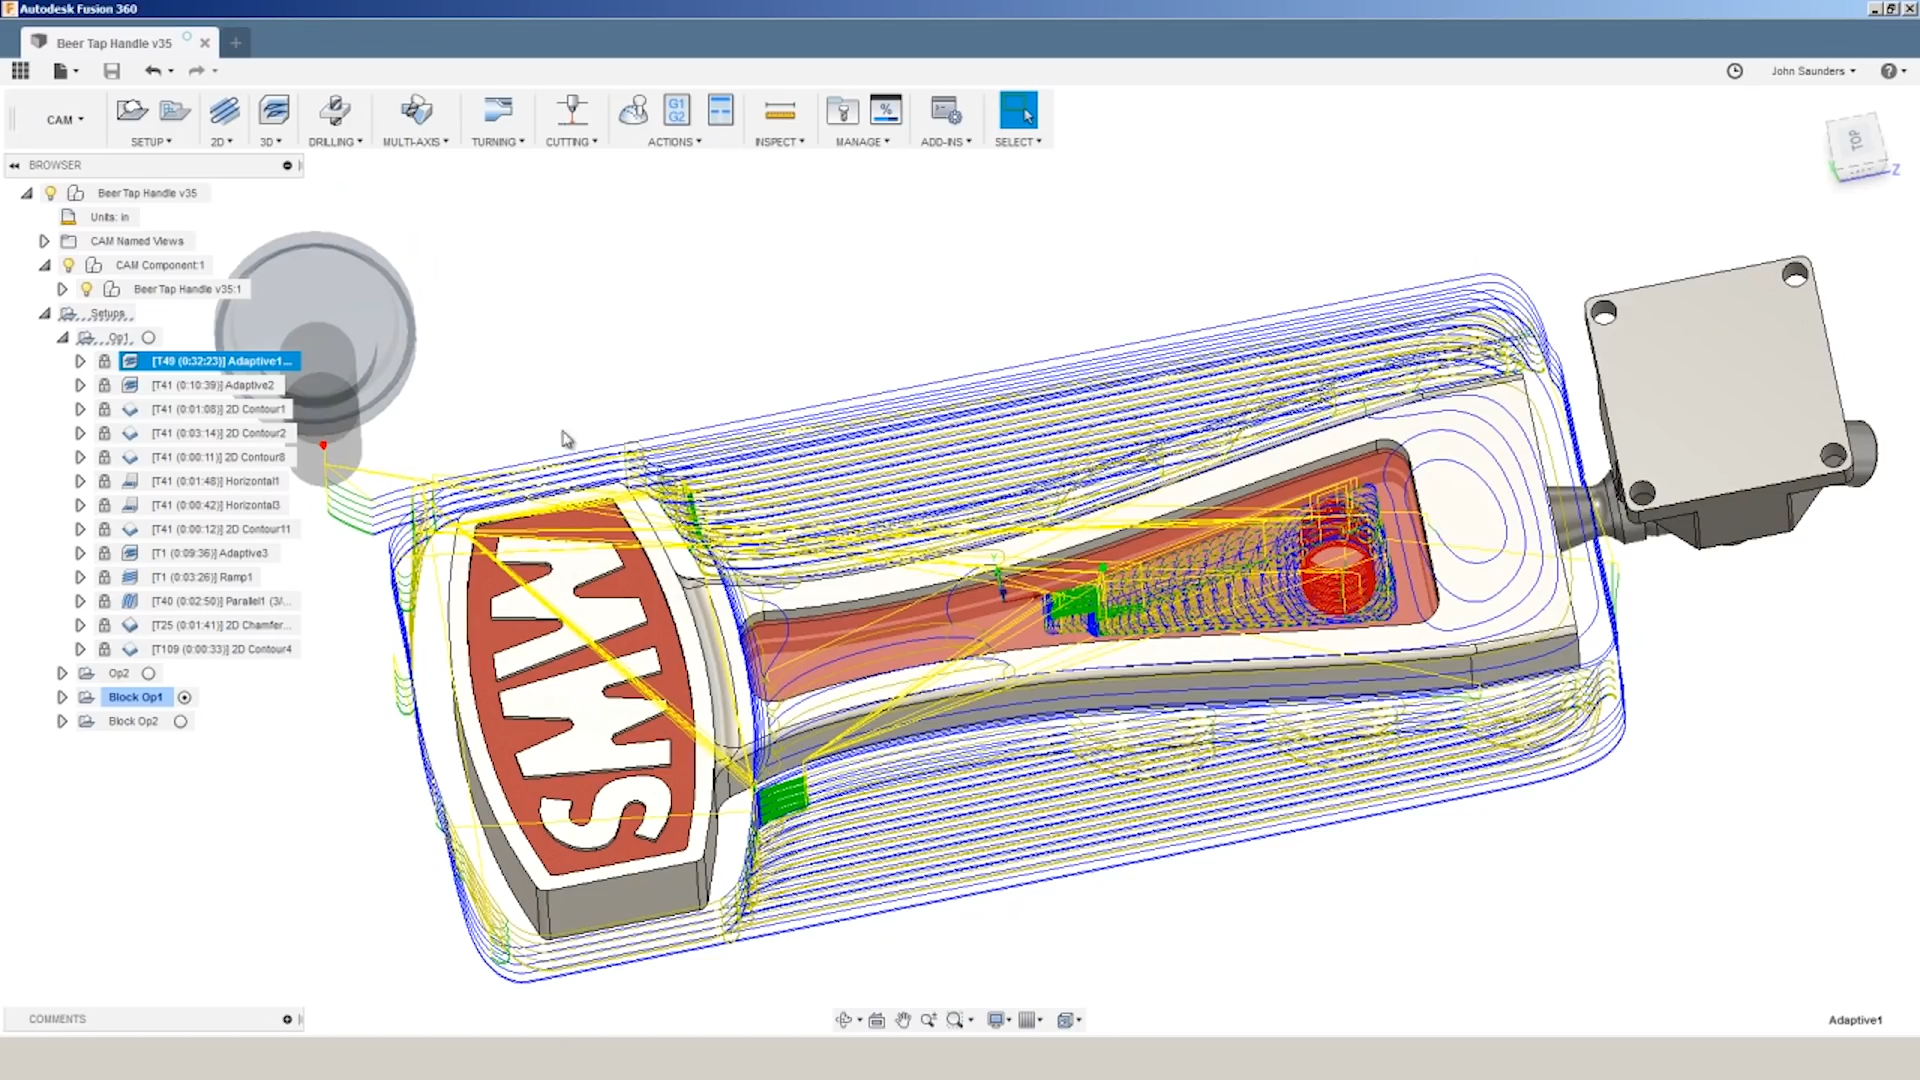 Autodesk Fusion 360
Beer Tap Handle v35
John Saunders
CAM
G1
G2
%
SETUP
2D
3D
DRILLING
MULTI-AXIS
TURNING
CUTTING
ACTIONS
INSPECT
MANAGE
ADD-INS
SELECT
TOP
Z
BROWSER
Beer Tap Handle v35
Units: in
CAM Named Views
CAM Component:1
Beer Tap Handle v35:1
Setups
Op1
[T49 (0:32:23)] Adaptive1...
[T41 (0:10:39)] Adaptive2
[T41 (0:01:08)] 2D Contour1
[T41 (0:03:14)] 2D Contour2
[T41 (0:00:11)] 2D Contour8
[T41 (0:01:48)] Horizontal1
[T41 (0:00:42)] Horizontal3
[T41 (0:00:12)] 2D Contour11
[T1 (0:09:36)] Adaptive3
[T1 (0:03:26)] Ramp1
[T40 (0:02:50)] Parallel1 (3/...
[T25 (0:01:41)] 2D Chamfer...
[T109 (0:00:33)] 2D Contour4
Op2
Block Op1
Block Op2
SMW
COMMENTS
Adaptive1